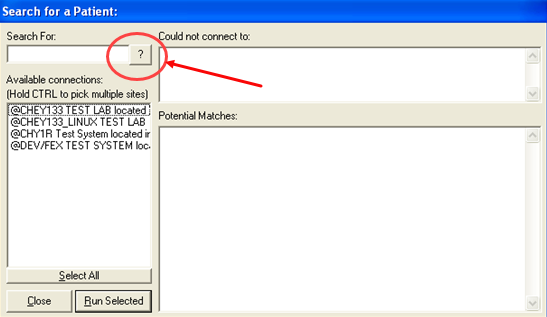 Search for a Patient:
Search For:
?
Available connections:
(Hold CTRL to pick multiple sites)
@CHEY133 TEST LAB located
@CHEY133_LINUX TEST LAB
@CHY1R Test System located in
@DEV/FEX TEST SYSTEM loca
Select All
Close
Run Selected
Could not connect to:
Potential Matches: